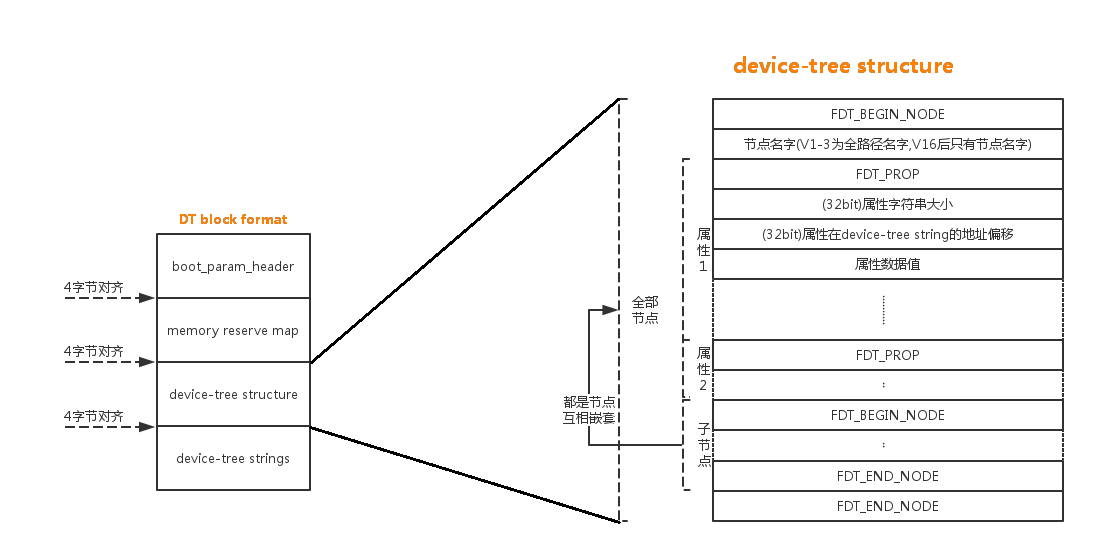 device-tree structure
DT block format
boot_param_header
memory reserve map
device-tree structure
device-tree strings
4字节对齐
4字节对齐
4字节对齐
全部
节点
都是节点
互相嵌套
属性1
属性2
子节点
FDT_BEGIN_NODE
节点名字(V1-3为全路径名字,V16后只有节点名字)
FDT_PROP
(32bit)属性字符串大小
(32bit)属性在device-tree string的地址偏移
属性数据值
FDT_PROP
:
FDT_BEGIN_NODE
:
FDT_END_NODE
FDT_END_NODE